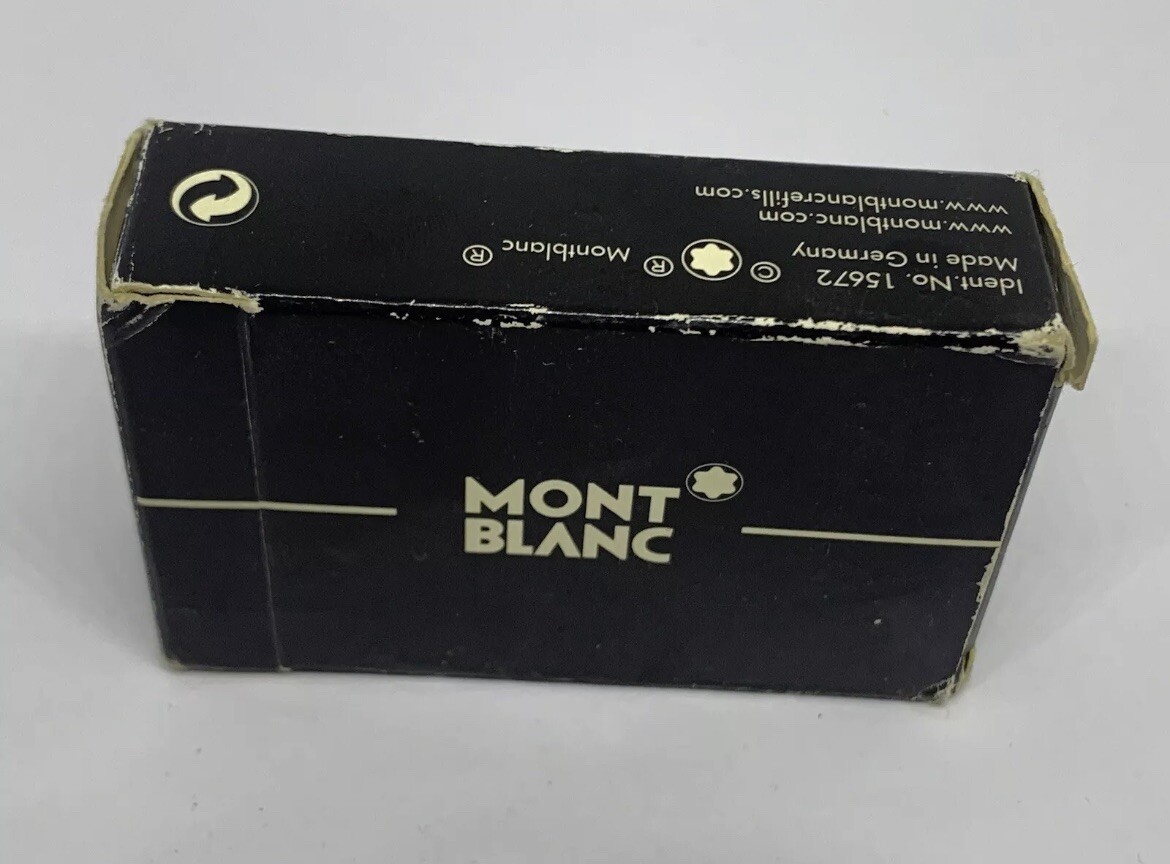 Ident.No. 15672
Made in Germany
www.montblanc.com
www.montblancrefills.com
© ® Montblanc ®
MONT
BLANC